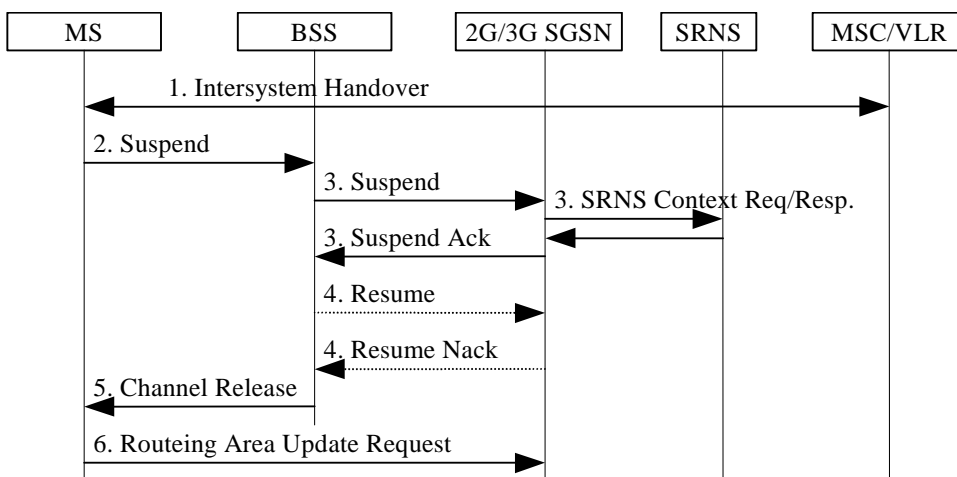 MS
BSS
2G/3G SGSN
SRNS
MSC/VLR
1. Intersystem Handover
2. Suspend
3. Suspend
3. SRNS Context Req/Resp.
3. Suspend Ack
4. Resume
4. Resume Nack
5. Channel Release
6. Routeing Area Update Request